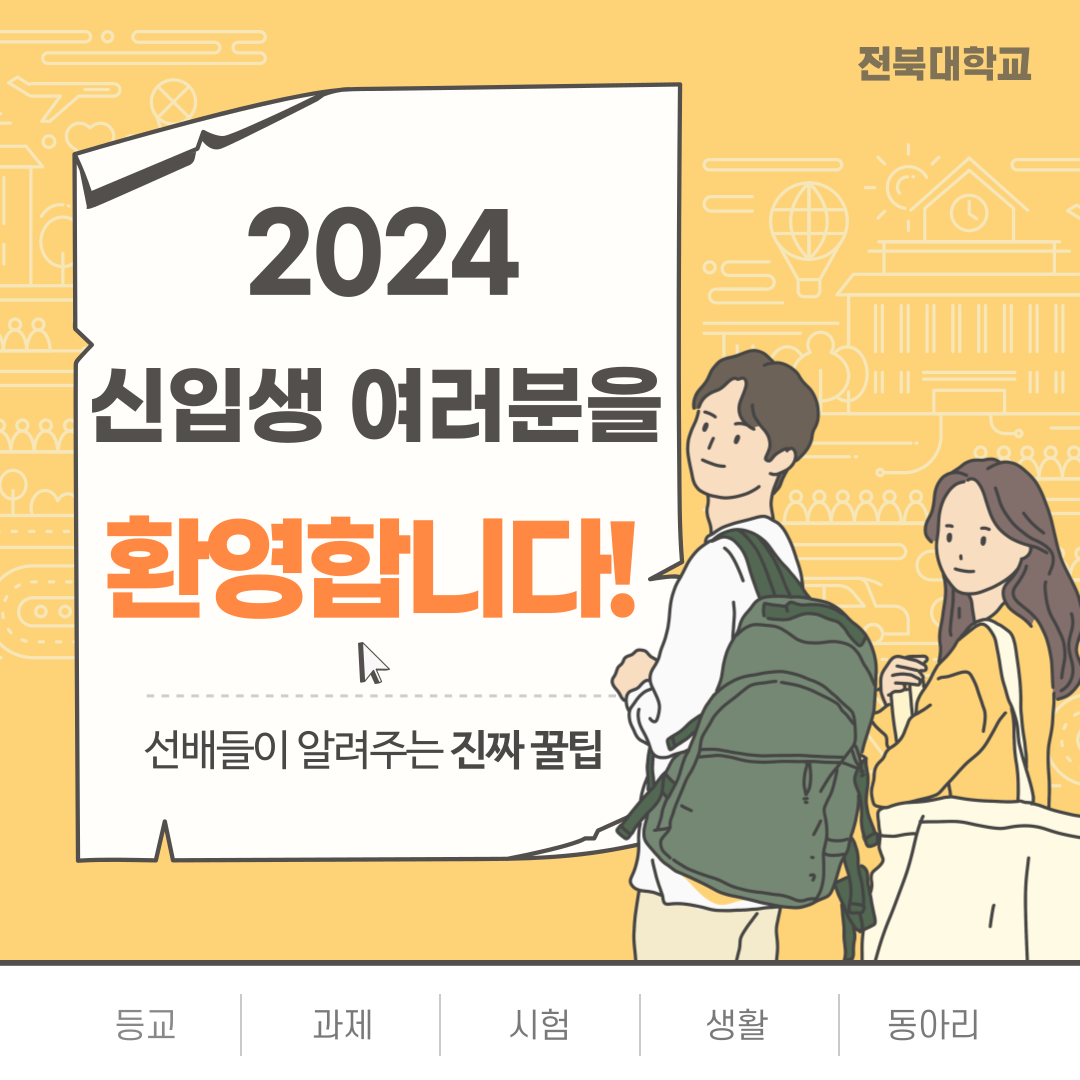 전북대학교
2024
신입생 여러분을
환영합니다!
선배들이 알려주는 진짜 꿀팁
등교
과제
시험
생활
동아리